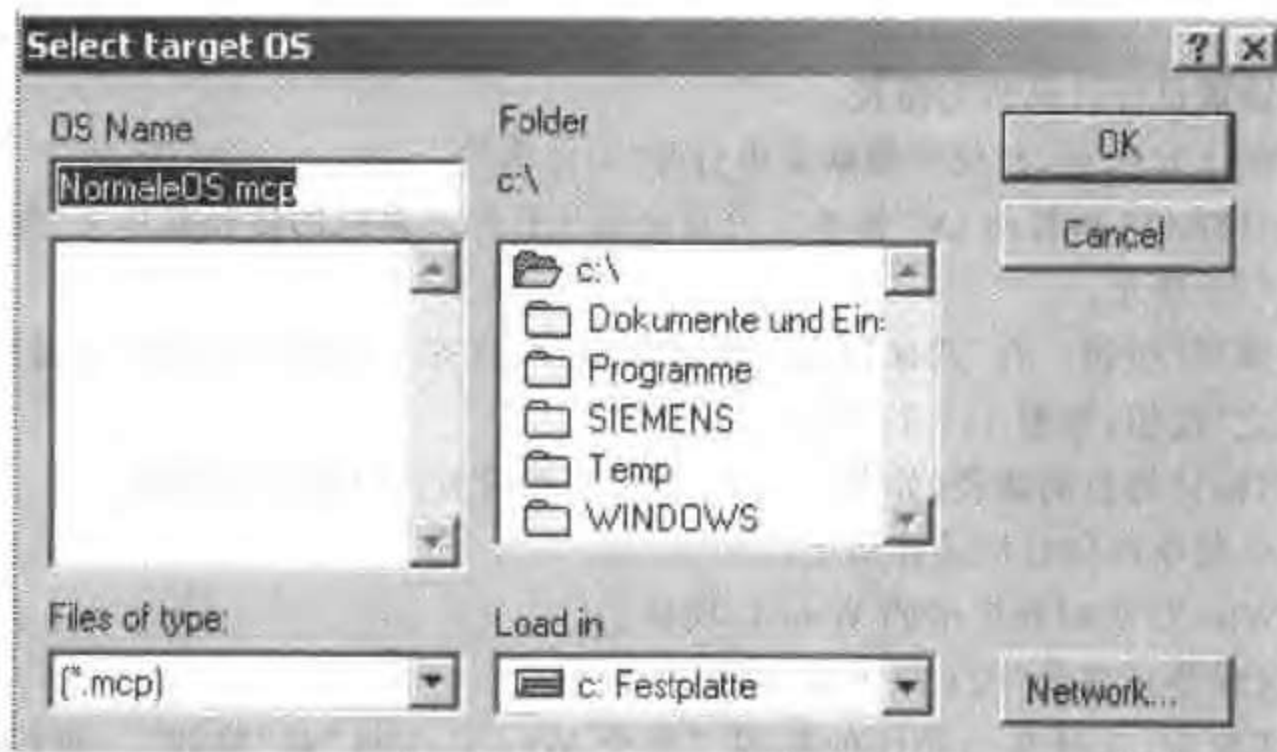 Select target OS
OS Name
NormaleOS.mcp
Folder
c:\
OK
Cancel
c:\
Dokumente und Ein:
Programme
SIEMENS
Temp
WINDOWS
Files of type:
(*.mcp)
Load in
c: Festplatte
Network...